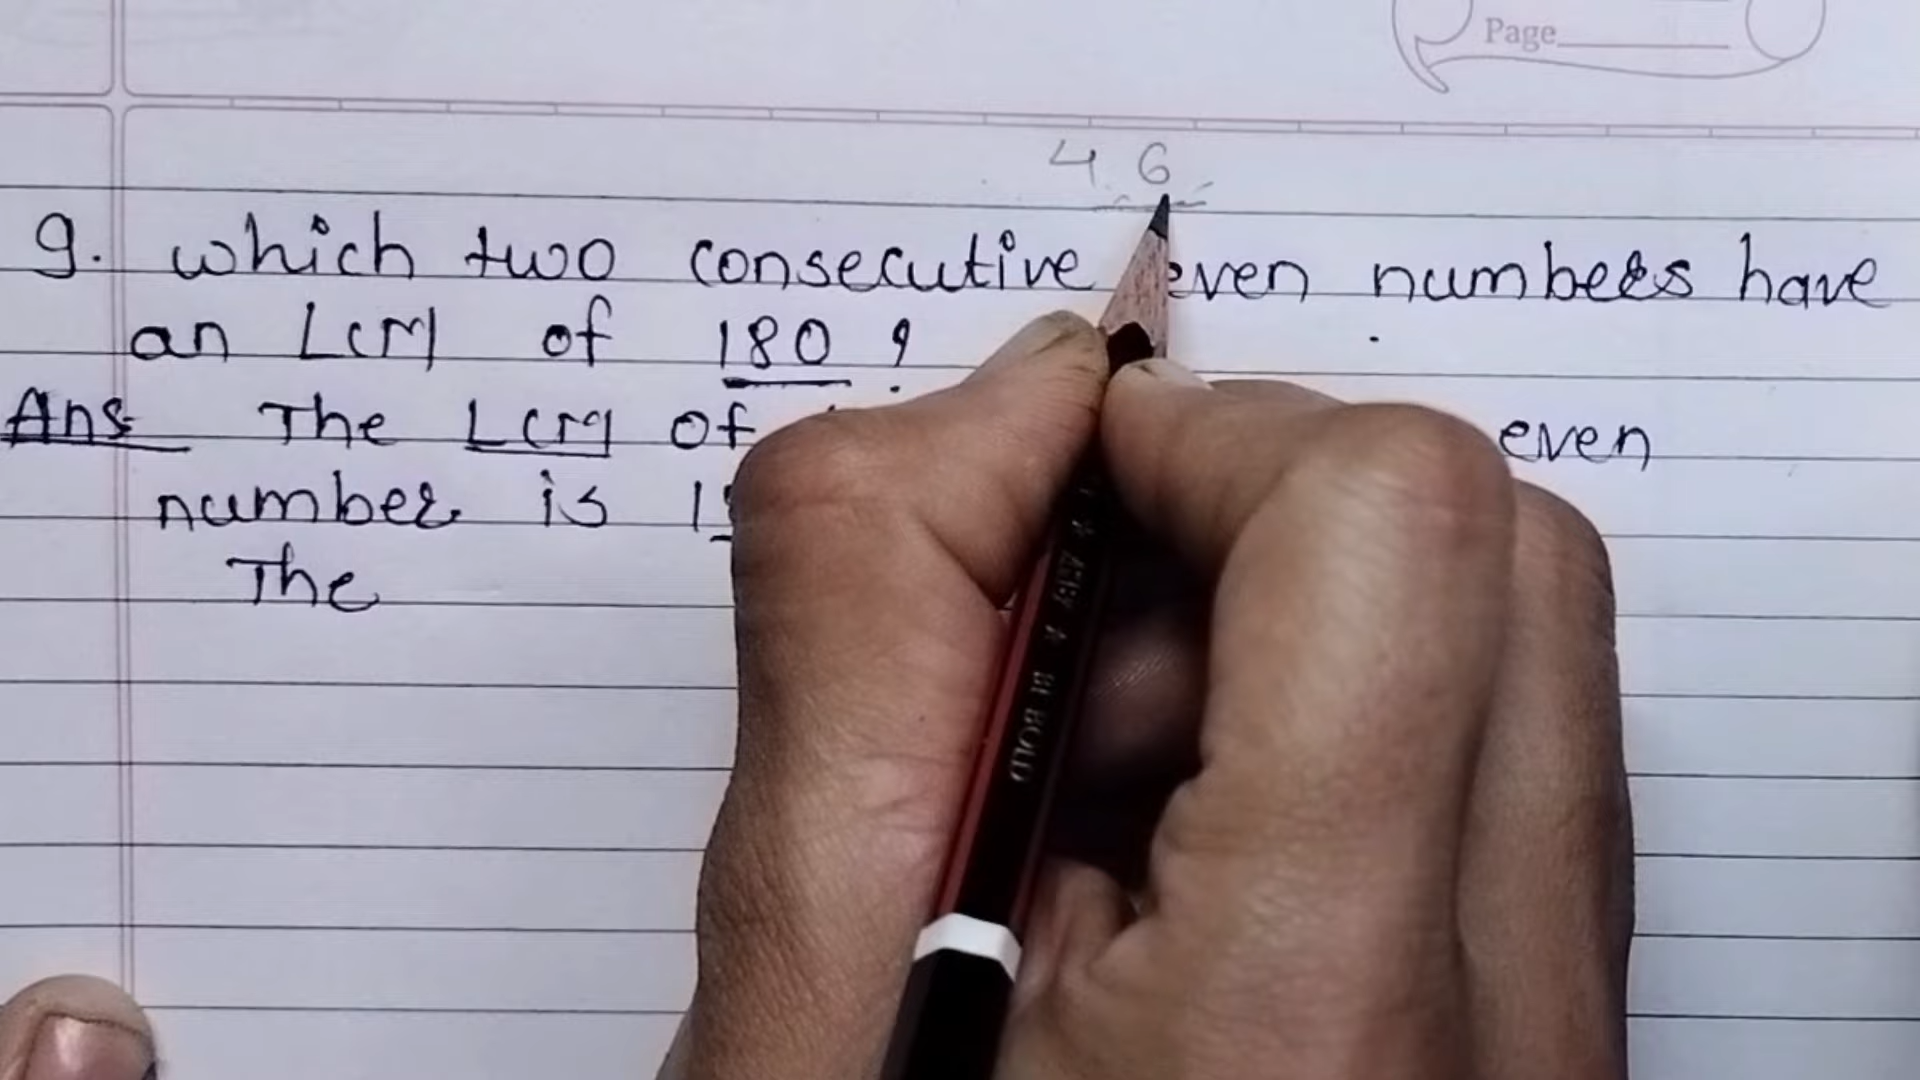 Page
4 6
9. which two consecutive even numbers have
an LCM of 180 ?
Ans The LCM of even
number is
The